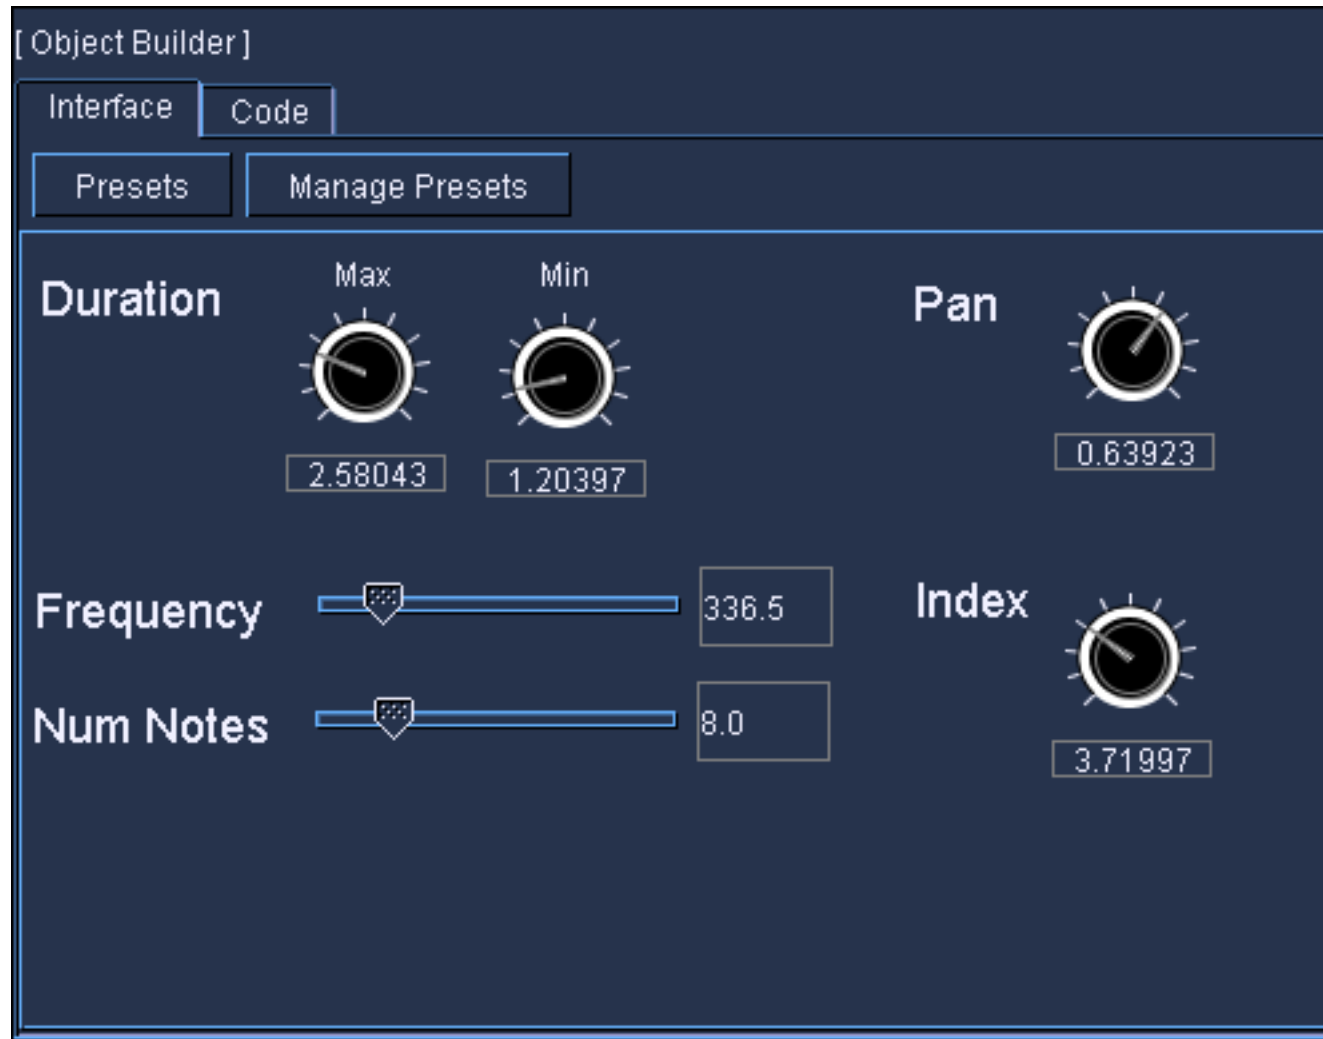 [ Object Builder ]
Interface Code
Presets Manage Presets
Duration Max Min Pan
2.58043 1.20397 0.63923
Frequency 336.5 Index
Num Notes 8.0
3.71997